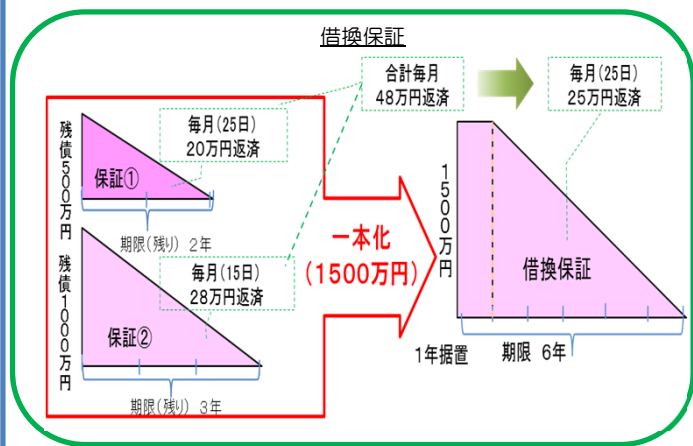 借換保証
合計毎月
48万円返済
毎月(25日)
25万円返済
残債500万円
毎月(25日)
20万円返済
保証①
期限(残り) 2年
残債1000万円
毎月(15日)
28万円返済
保証②
期限(残り) 3年
一本化
(1500万円)
1500万円
借換保証
1年据置
期限 6年